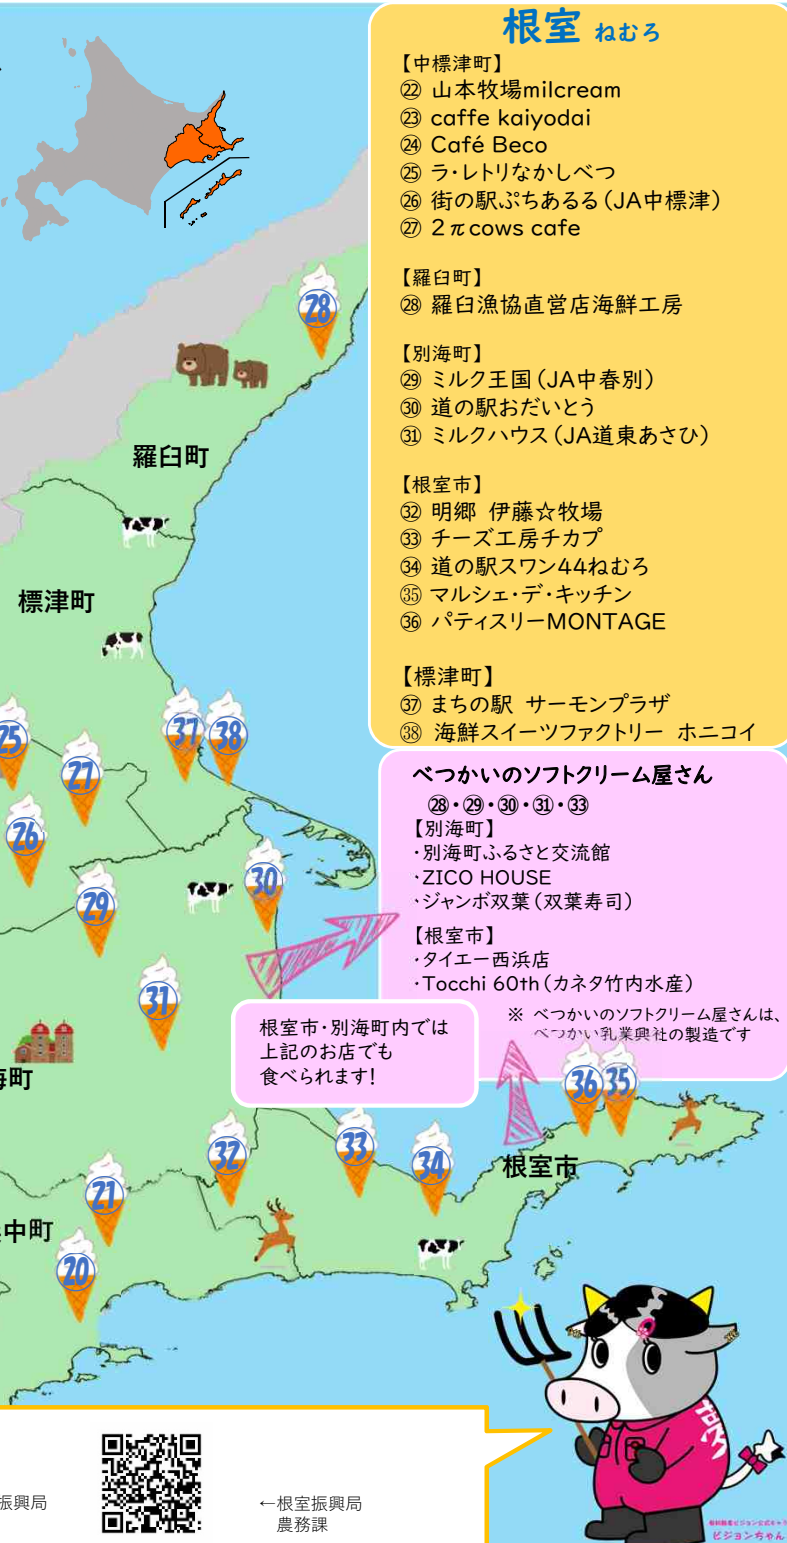 根室 ねむろ
【中標津町】
㉒ 山本牧場milcream
㉓ caffe kaiyodai
㉔ Café Beco
㉕ ラ・レトリなかしべつ
㉖ 街の駅ぷちあるる（JA中標津）
㉗ 2πcows cafe
【羅臼町】
㉘ 羅臼漁協直営店海鮮工房
【別海町】
㉙ ミルク王国（JA中春別）
㉚ 道の駅おだいとう
㉛ ミルクハウス（JA道東あさひ）
【根室市】
㉜ 明郷 伊藤☆牧場
㉝ チーズ工房チカプ
㉞ 道の駅スワン44ねむろ
㉟ マルシェ・デ・キッチン
㊱ パティスリーMONTAGE
【標津町】
㊲ まちの駅 サーモンプラザ
㊳ 海鮮スイーツファクトリー ホニコイ
べつかいのソフトクリーム屋さん
㉘・㉙・㉚・㉛・㉝
【別海町】
・別海町ふるさと交流館
・ZICO HOUSE
・ジャンボ双葉（双葉寿司）
【根室市】
・タイエー西浜店
・Tocchi 60th（カネタ竹内水産）
※ べつかいのソフトクリーム屋さんは、
べつかい乳業興社の製造です
根室市・別海町内では
上記のお店でも
食べられます！
28
羅臼町
標津町
25
37
38
27
26
30
29
31
海町
36
35
33
32
34
根室市
21
中町
20
振興局
←根室振興局
農務課
ビジョンちゃん